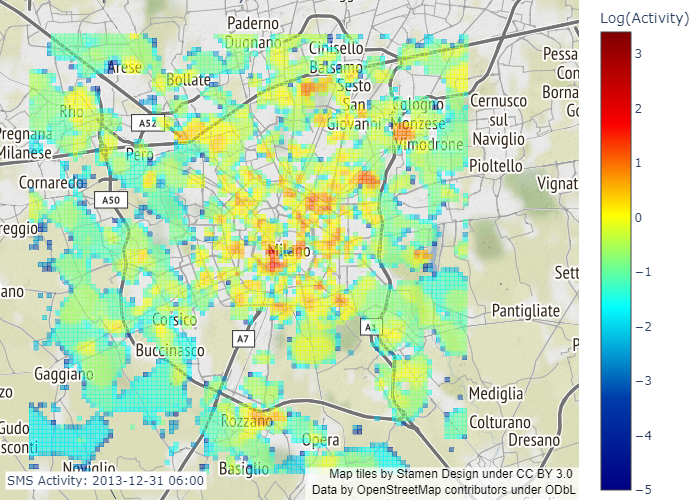 Log(Activity)
Paderno
Dugnano
Cinisello
Balsamo
Arese
Bollate
Sesto
San
Giovanni
Cologno
Monzese
Vimodrone
Cernusco
sul
Naviglio
Pessa
Con
Borna
Go
Rho
A52
Pregnana
Milanese
Pero
Pioltello
Cornaredo
Vignat
A50
reggio
Milano
Sett
ano
Pantigliate
Corsico
A7
A1
P
Buccinasco
Gaggiano
zo
Mediglia
Rozzano
Colturano
Gudo
sconti
Opera
Dresano
Noviglio
Basiglio
3
2
1
0
−1
−2
−3
−4
−5
SMS Activity: 2013-12-31 06:00
Map tiles by Stamen Design under CC BY 3.0
Data by OpenStreetMap contributors under ODbL